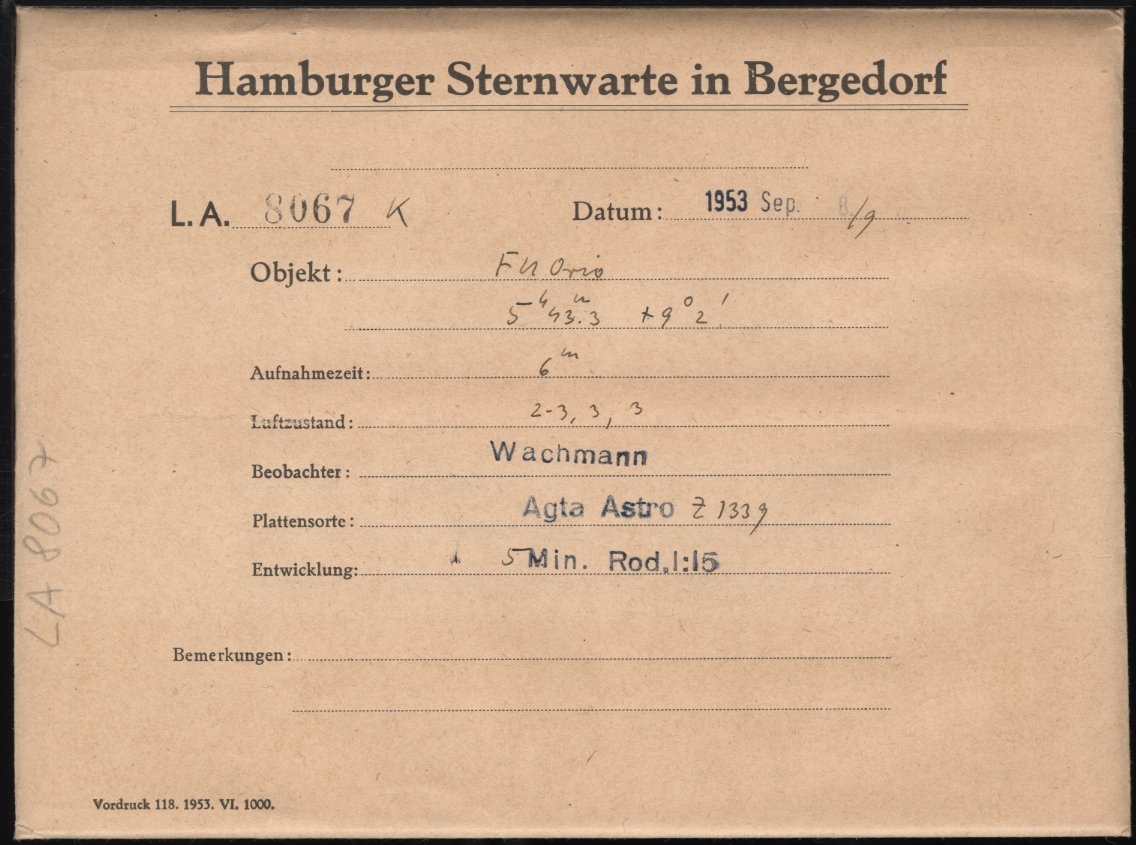 Hamburger Sternwarte in Bergedorf
L.A. 8067 K
Datum: 1953 Sep. 8./9
Objekt: FU Orio
5ʰ43ᵐ.3 +9° 2'
Aufnahmezeit: 6ᵐ
Luftzustand: 2-3, 3, 3
Beobachter: Wachmann
Plattensorte: Agfa Astro Z 1339
Entwicklung: 5 Min. Rod. 1:15
Bemerkungen:
Vordruck 118. 1953. VI. 1000.
LA 8067